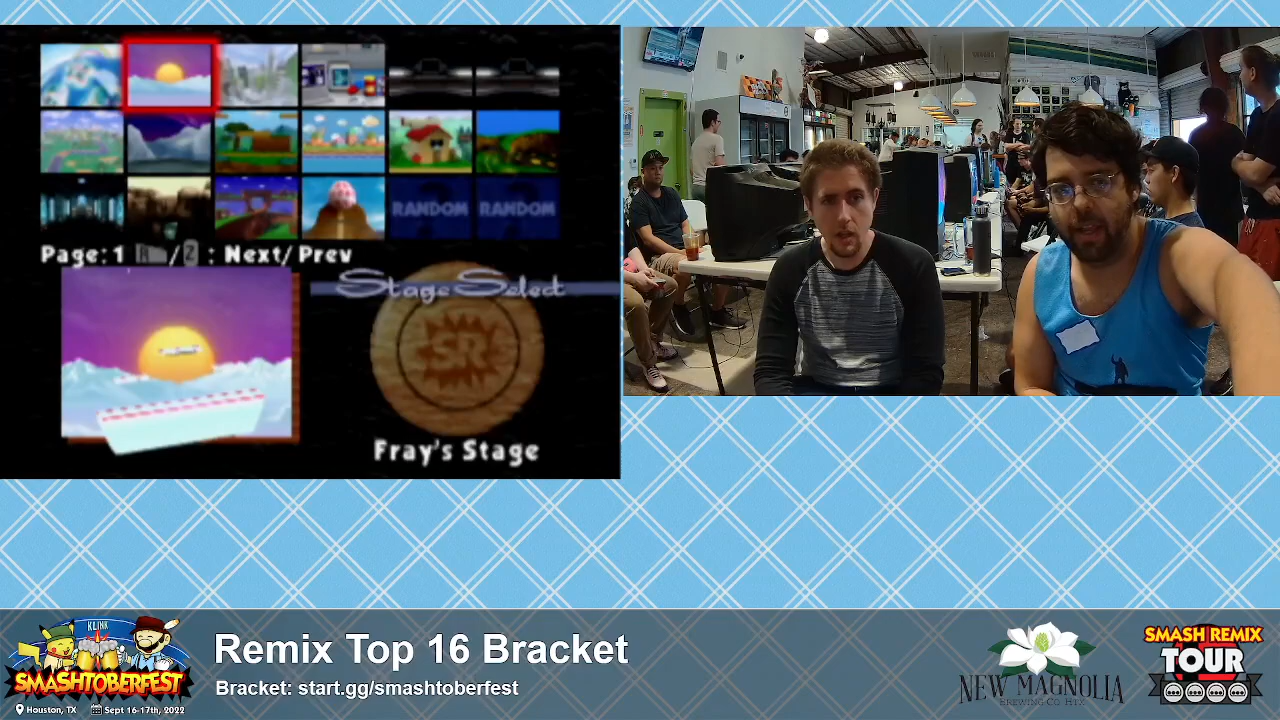 RANDOM RANDOM
Page: 1 R / Z : Next/ Prev
Stage Select
SR
Fray's Stage
KLINK
SMASHTOBERFEST
Houston, TX Sept 16-17th, 2022
Remix Top 16 Bracket
Bracket: start.gg/smashtoberfest
NEW MAGNOLIA
BREWING CO. HTX
SMASH REMIX
TOUR